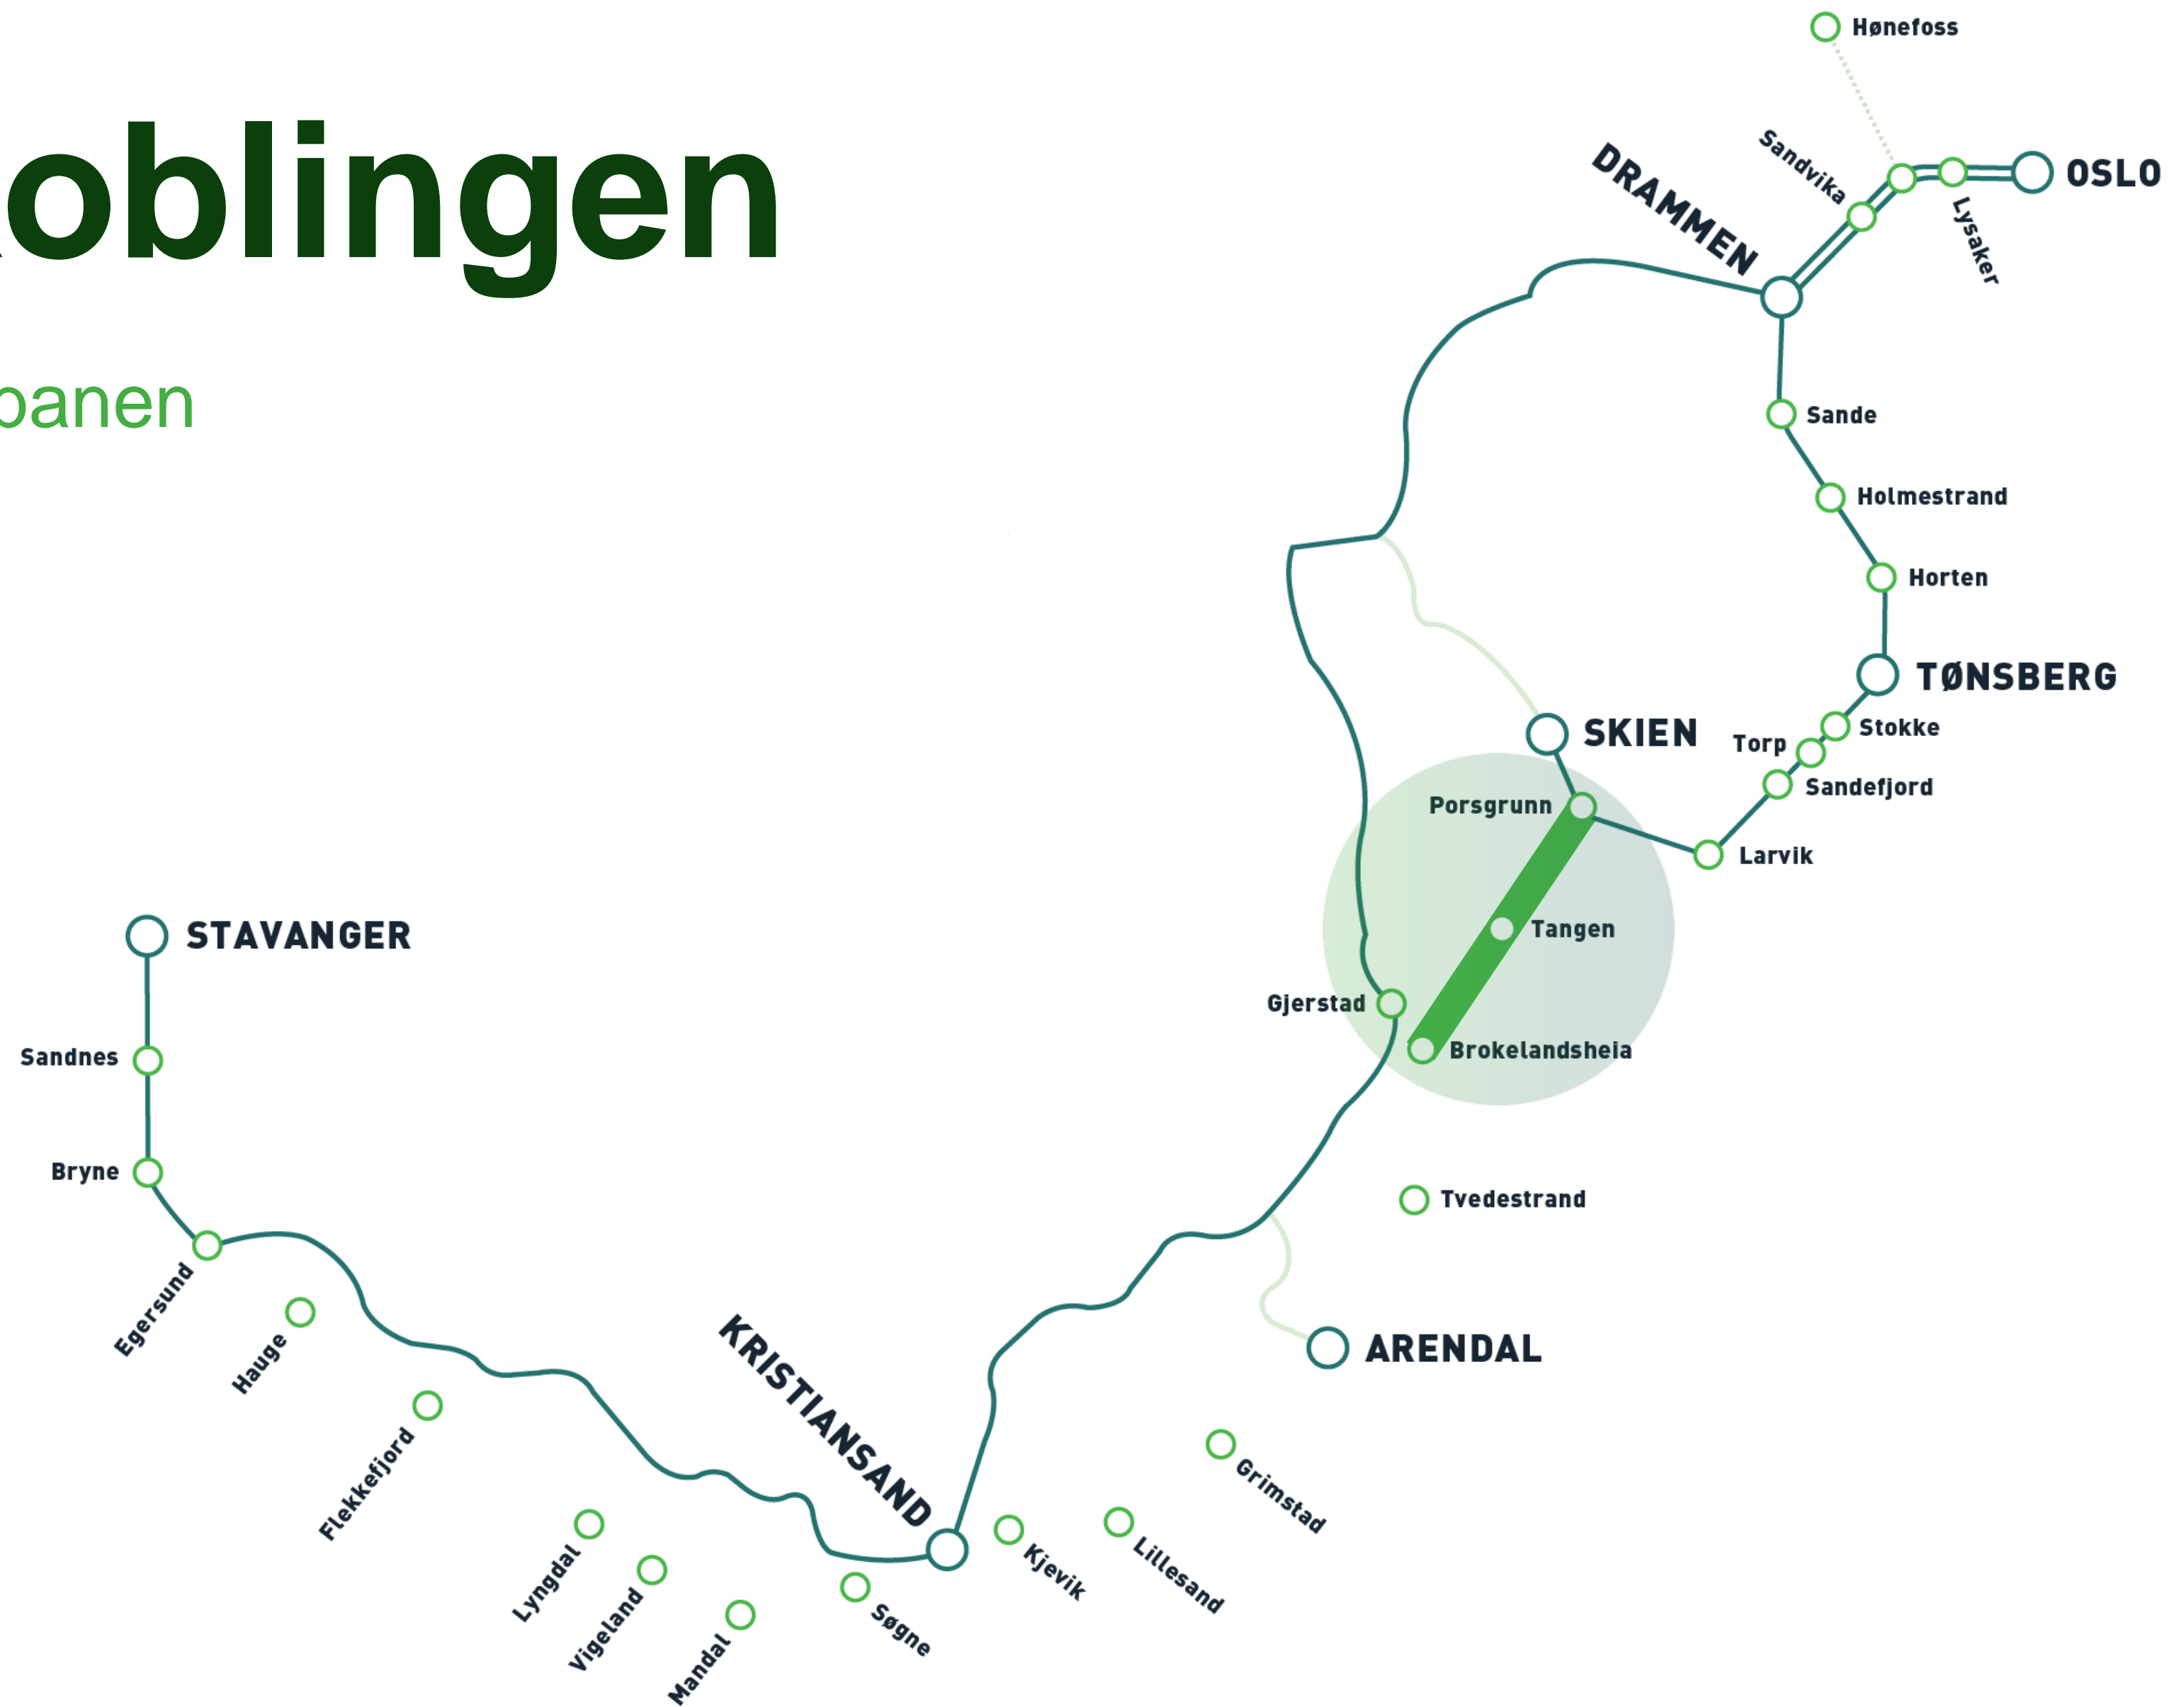 oblingen
banen
Hønefoss
Sandvika
OSLO
Lysaker
DRAMMEN
Sande
Holmestrand
Horten
TØNSBERG
Stokke
Torp
Sandefjord
SKIEN
Porsgrunn
Larvik
Tangen
Gjerstad
Brokelandsheia
STAVANGER
Sandnes
Bryne
Egersund
Hauge
Flekkefjord
Lyngdal
Vigeland
Mandal
Søgne
KRISTIANSAND
Kjevik
Lillesand
Grimstad
ARENDAL
Tvedestrand